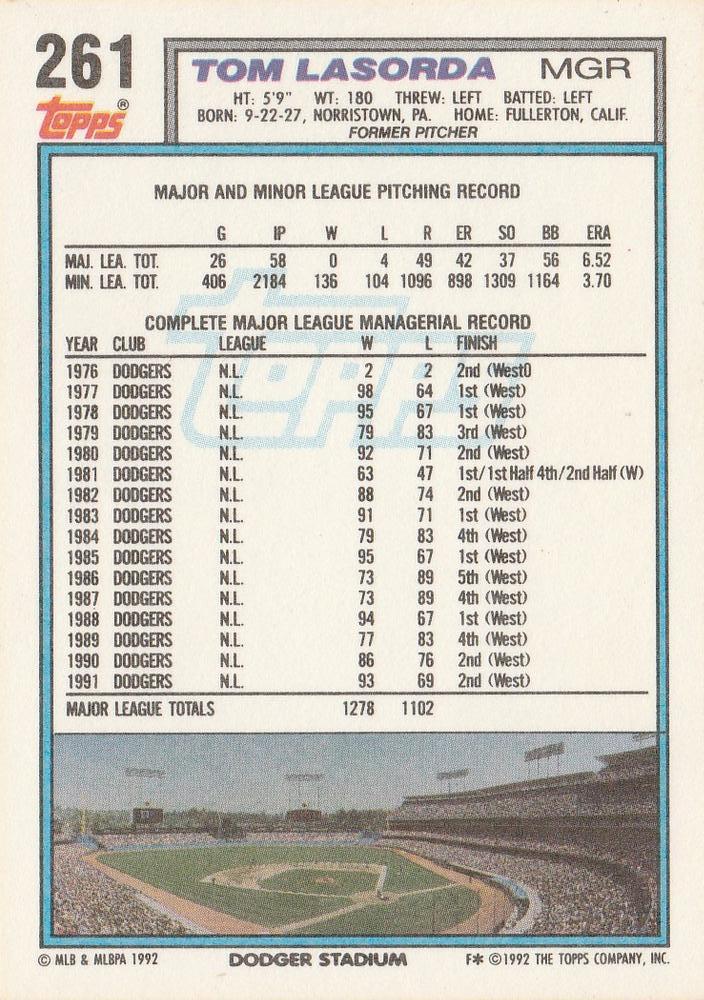 261
TOM LASORDA MGR
Topps®
HT: 5'9" WT: 180 THREW: LEFT BATTED: LEFT
BORN: 9-22-27, NORRISTOWN, PA. HOME: FULLERTON, CALIF.
FORMER PITCHER
MAJOR AND MINOR LEAGUE PITCHING RECORD
G IP W L R ER SO BB ERA
MAJ. LEA. TOT. 26 58 0 4 49 42 37 56 6.52
MIN. LEA. TOT. 406 2184 136 104 1096 898 1309 1164 3.70
Topps
COMPLETE MAJOR LEAGUE MANAGERIAL RECORD
YEAR CLUB LEAGUE W L FINISH
1976 DODGERS N.L. 2 2 2nd (West0
1977 DODGERS N.L. 98 64 1st (West)
1978 DODGERS N.L. 95 67 1st (West)
1979 DODGERS N.L. 79 83 3rd (West)
1980 DODGERS N.L. 92 71 2nd (West)
1981 DODGERS N.L. 63 47 1st/1st Half 4th/2nd Half (W)
1982 DODGERS N.L. 88 74 2nd (West)
1983 DODGERS N.L. 91 71 1st (West)
1984 DODGERS N.L. 79 83 4th (West)
1985 DODGERS N.L. 95 67 1st (West)
1986 DODGERS N.L. 73 89 5th (West)
1987 DODGERS N.L. 73 89 4th (West)
1988 DODGERS N.L. 94 67 1st (West)
1989 DODGERS N.L. 77 83 4th (West)
1990 DODGERS N.L. 86 76 2nd (West)
1991 DODGERS N.L. 93 69 2nd (West)
MAJOR LEAGUE TOTALS 1278 1102
© MLB & MLBPA 1992 DODGER STADIUM F✱ ©1992 THE TOPPS COMPANY, INC.